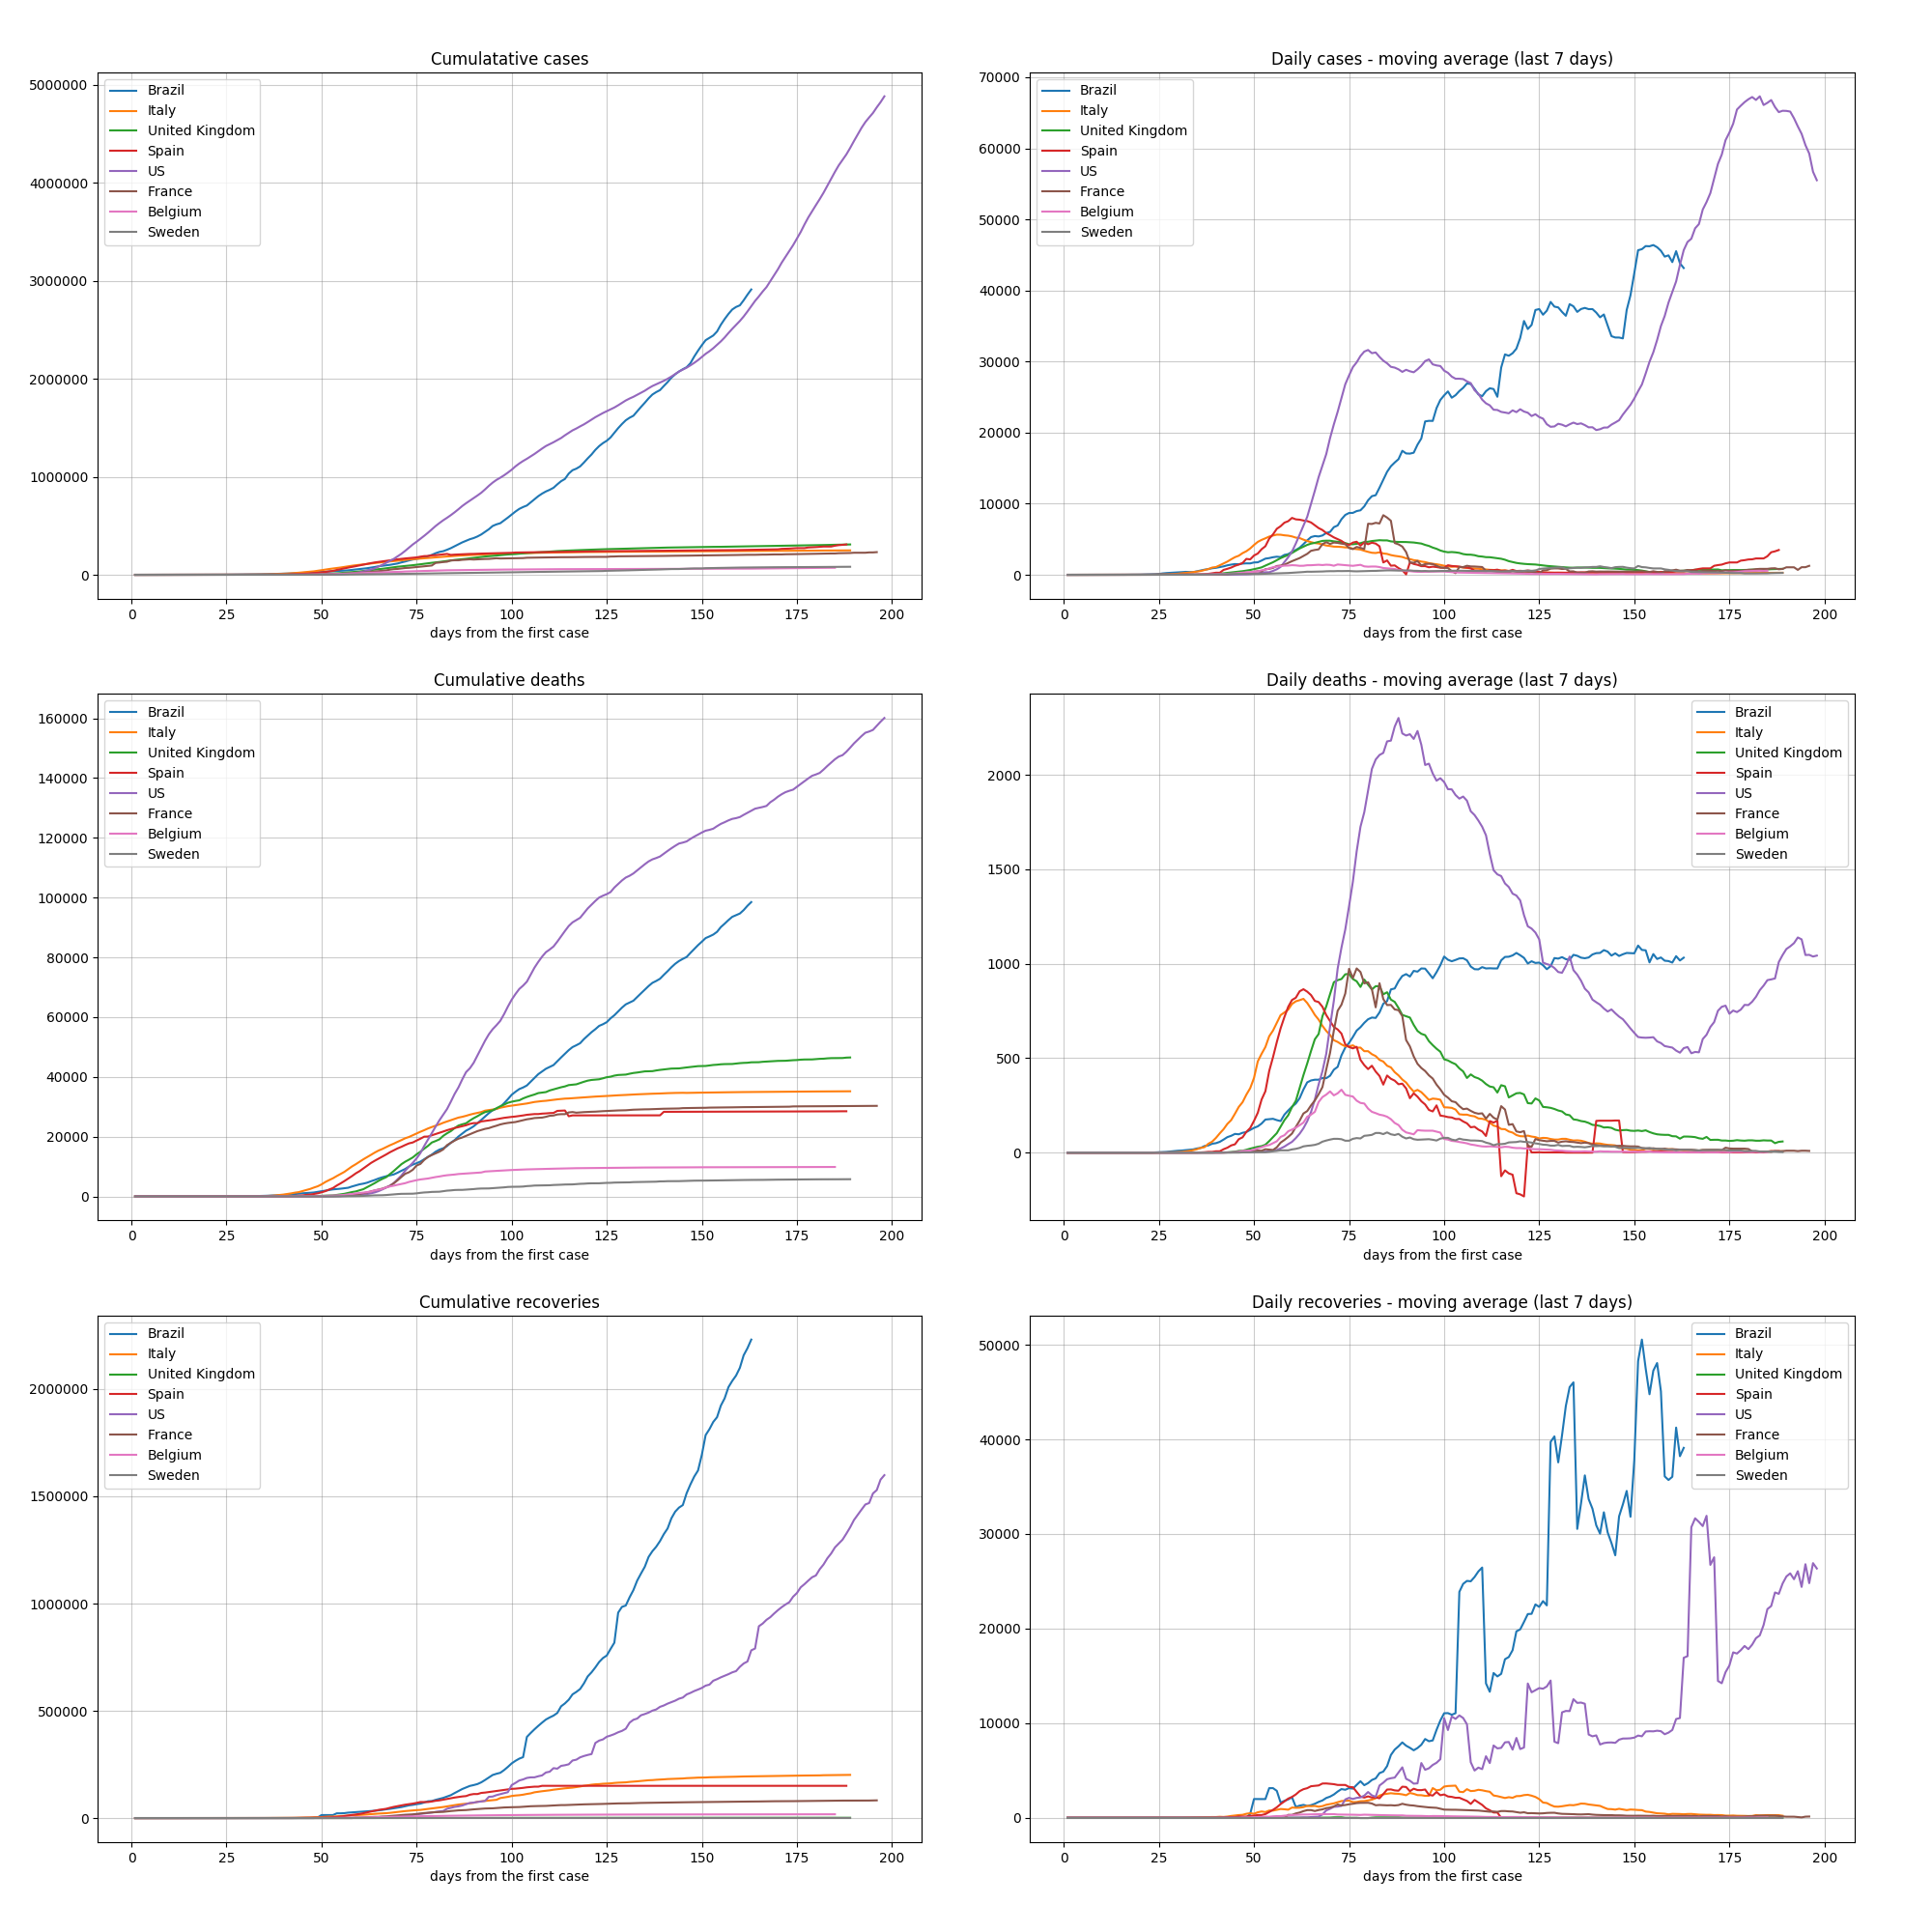 Cumulatative cases
5000000
4000000
3000000
2000000
1000000
0
Brazil
Italy
United Kingdom
Spain
US
France
Belgium
Sweden
0 25 50 75 100 125 150 175 200
days from the first case
Daily cases - moving average (last 7 days)
70000
60000
50000
40000
30000
20000
10000
0
Brazil
Italy
United Kingdom
Spain
US
France
Belgium
Sweden
0 25 50 75 100 125 150 175 200
days from the first case
Cumulative deaths
160000
140000
120000
100000
80000
60000
40000
20000
0
Brazil
Italy
United Kingdom
Spain
US
France
Belgium
Sweden
0 25 50 75 100 125 150 175 200
days from the first case
Daily deaths - moving average (last 7 days)
2000
1500
1000
500
0
Brazil
Italy
United Kingdom
Spain
US
France
Belgium
Sweden
0 25 50 75 100 125 150 175 200
days from the first case
Cumulative recoveries
2000000
1500000
1000000
500000
0
Brazil
Italy
United Kingdom
Spain
US
France
Belgium
Sweden
0 25 50 75 100 125 150 175 200
days from the first case
Daily recoveries - moving average (last 7 days)
50000
40000
30000
20000
10000
0
Brazil
Italy
United Kingdom
Spain
US
France
Belgium
Sweden
0 25 50 75 100 125 150 175 200
days from the first case